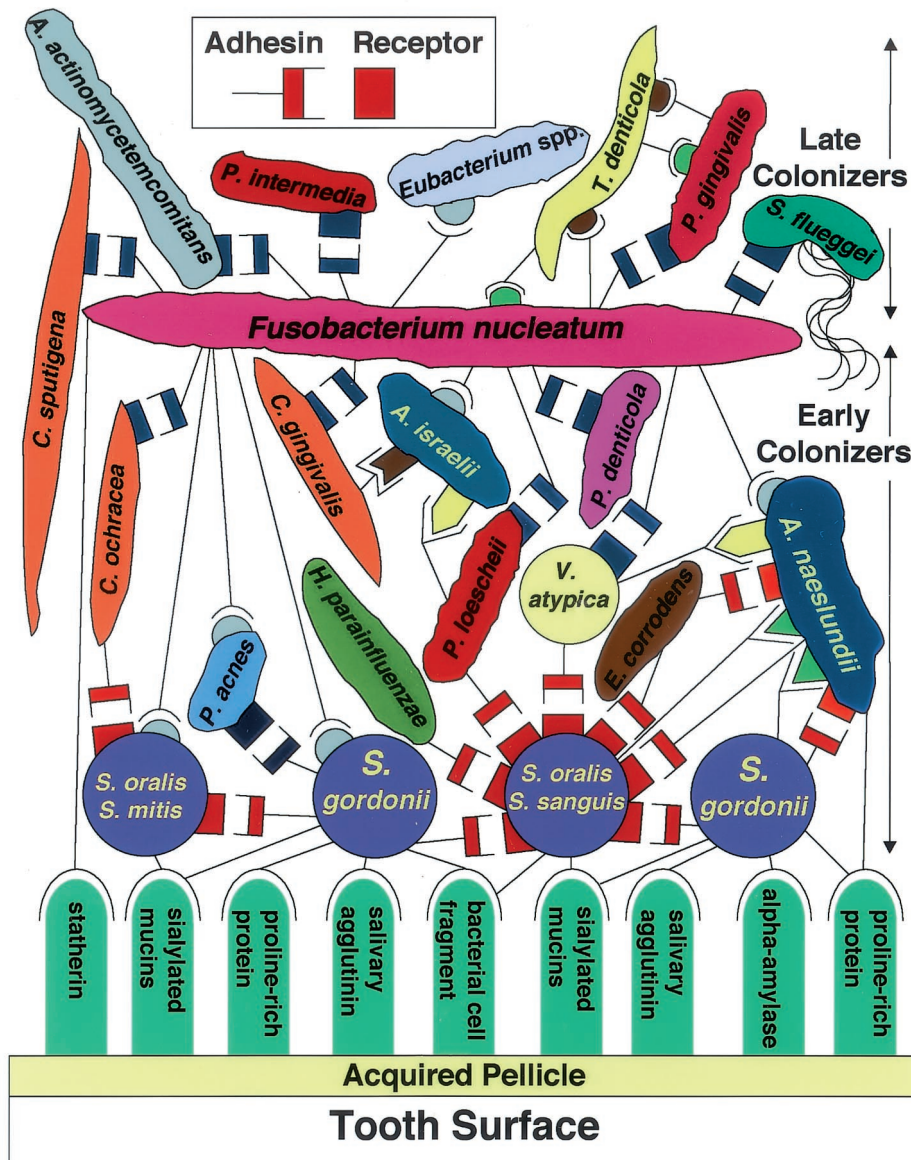 Adhesin Receptor
A. actinomycetemcomitans
P. intermedia
Eubacterium spp.
T. denticola
P. gingivalis
Late
Colonizers
S. flueggei
C. sputigena
Fusobacterium nucleatum
Early
Colonizers
C. ochracea
C. gingivalis
A. israelii
P. denticola
P. loescheii
V.
atypica
A. naeslundii
E. corrodens
H. parainfluenzae
P. acnes
S. oralis
S. mitis
S.
gordonii
S. oralis
S. sanguis
S.
gordonii
statherin
sialylated
mucins
proline-rich
protein
salivary
agglutinin
bacterial cell
fragment
sialylated
mucins
salivary
agglutinin
alpha-amylase
proline-rich
protein
Acquired Pellicle
Tooth Surface